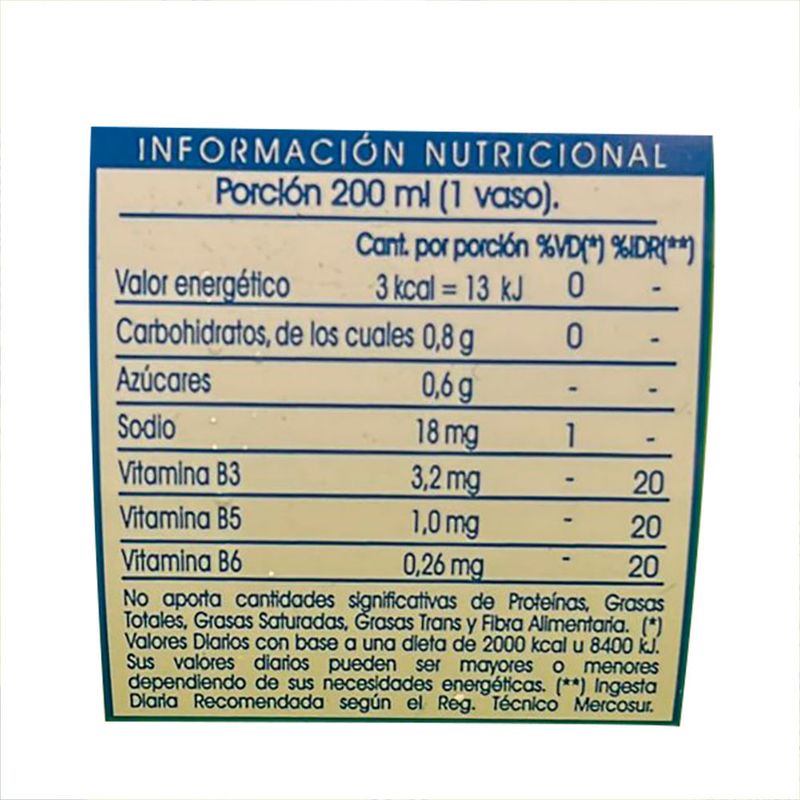 INFORMACIÓN NUTRICIONAL
Porción 200 ml (1 vaso).
Cant. por porción %VD(*) %IDR(**)
Valor energético 3 kcal = 13 kJ 0 -
Carbohidratos, de los cuales 0,8 g 0 -
Azúcares 0,6 g - -
Sodio 18 mg 1 -
Vitamina B3 3,2 mg - 20
Vitamina B5 1,0 mg - 20
Vitamina B6 0,26 mg - 20
No aporta cantidades significativas de Proteínas, Grasas
Totales, Grasas Saturadas, Grasas Trans y Fibra Alimentaria. (*)
Valores Diarios con base a una dieta de 2000 kcal u 8400 kJ.
Sus valores diarios pueden ser mayores o menores
dependiendo de sus necesidades energéticas. (**) Ingesta
Diaria Recomendada según el Reg. Técnico Mercosur.